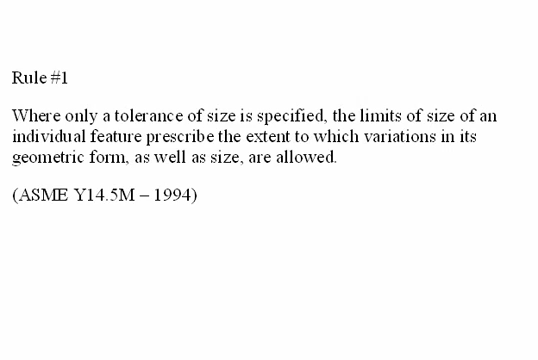 Rule #1
Where only a tolerance of size is specified, the limits of size of an
individual feature prescribe the extent to which variations in its
geometric form, as well as size, are allowed.
(ASME Y14.5M – 1994)